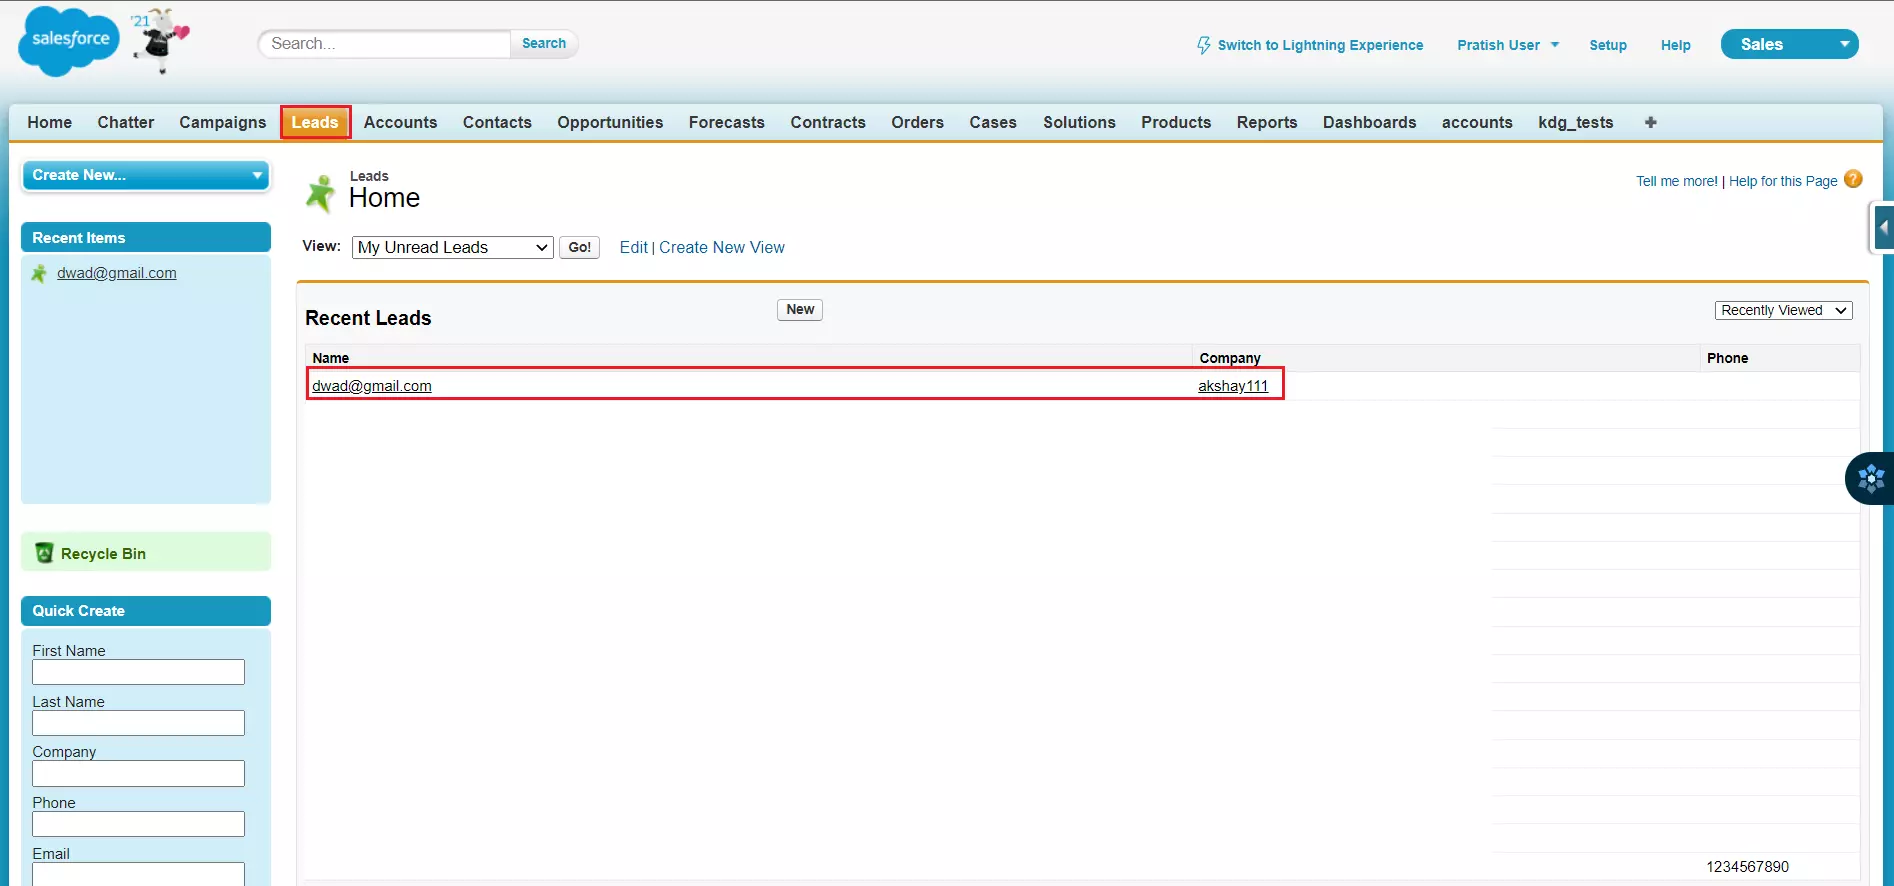 salesforce
'21
Search...
Search
Switch to Lightning Experience
Pratish User
Setup
Help
Sales
Home
Chatter
Campaigns
Leads
Accounts
Contacts
Opportunities
Forecasts
Contracts
Orders
Cases
Solutions
Products
Reports
Dashboards
accounts
kdg_tests
+
Create New...
Recent Items
dwad@gmail.com
Recycle Bin
Quick Create
First Name
Last Name
Company
Phone
Email
Leads
Home
Tell me more! | Help for this Page
?
View:
My Unread Leads
Go!
Edit | Create New View
Recent Leads
New
Recently Viewed
Name
Company
Phone
dwad@gmail.com
akshay111
1234567890